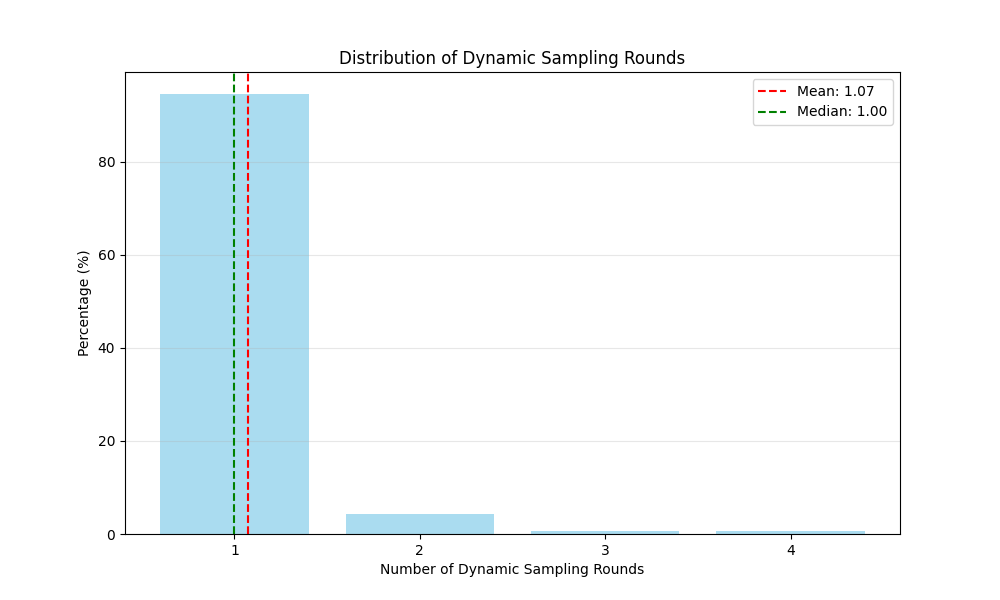 Distribution of Dynamic Sampling Rounds
Mean: 1.07
Median: 1.00
80
60
40
20
0
Percentage (%)
1 2 3 4
Number of Dynamic Sampling Rounds